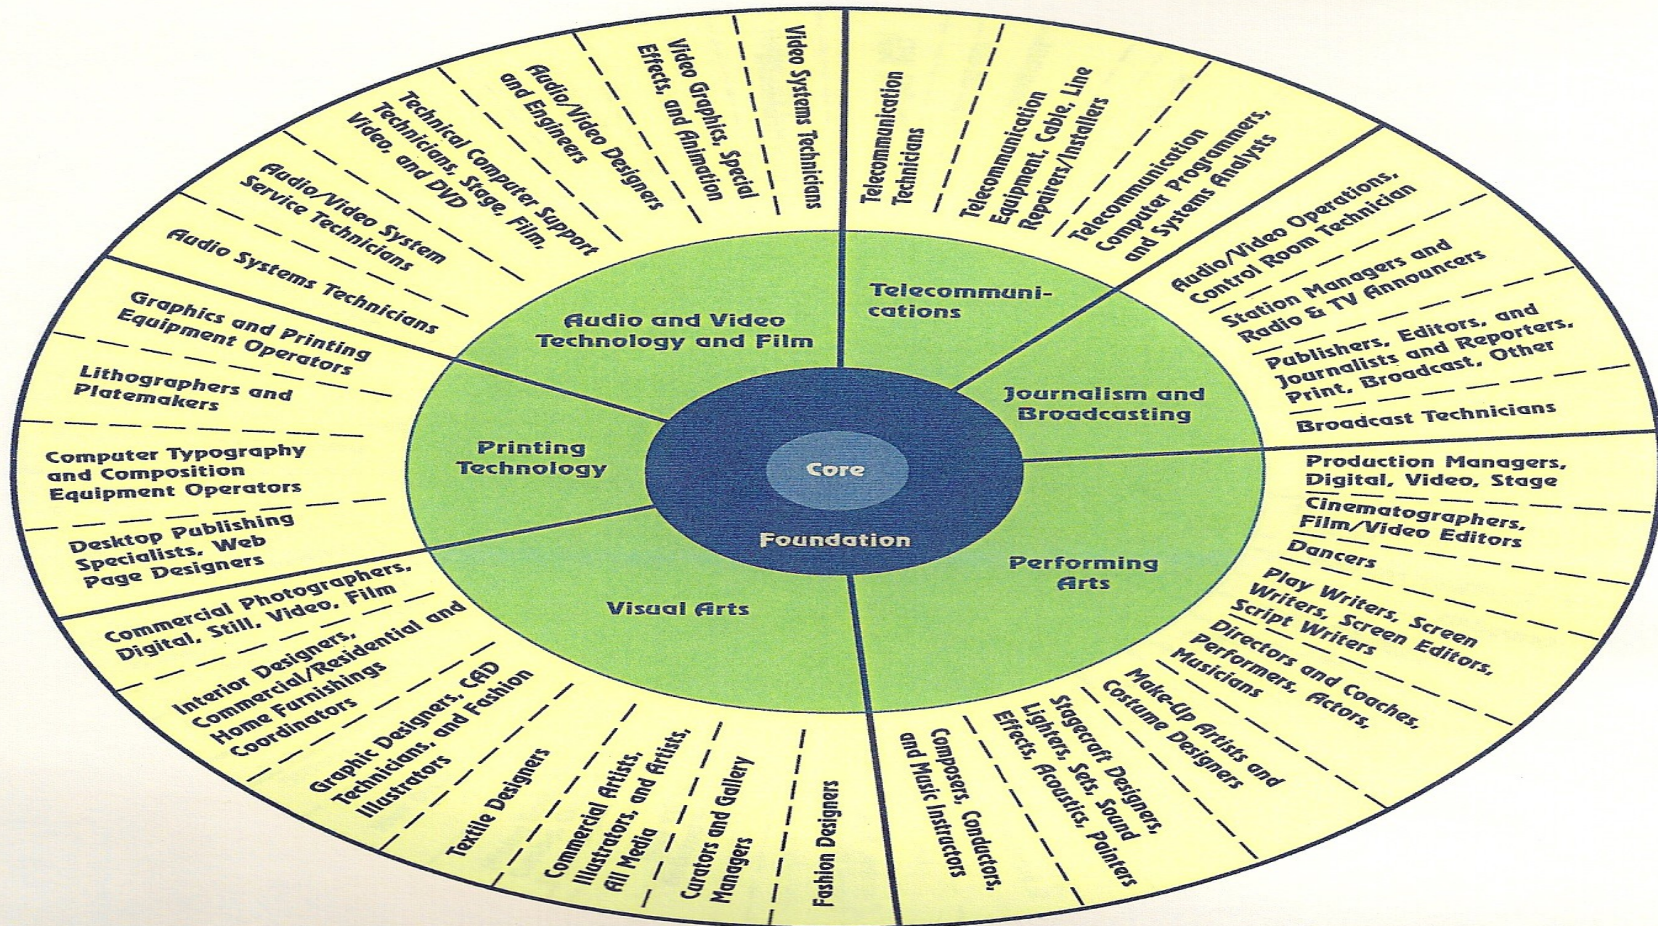 Core
Foundation
Telecommuni-
cations
Journalism and
Broadcasting
Performing
Arts
Visual Arts
Printing
Technology
Audio and Video
Technology and Film
Telecommunication
Technicians
Telecommunication
Equipment, Cable, Line
Repairers/Installers
Telecommunication
Computer Programmers,
and Systems Analysts
Audio/Video Operations,
Control Room Technician
Station Managers and
Radio & TV Announcers
Publishers, Editors, and
Journalists and Reporters,
Print, Broadcast, Other
Broadcast Technicians
Production Managers,
Digital, Video, Stage
Cinematographers,
Film/Video Editors
Dancers
Play Writers, Screen
Writers, Screen Editors,
Script Writers
Directors and Coaches,
Performers, Actors,
Musicians
Make-Up Artists and
Costume Designers
Stagecraft Designers,
Lighters, Sets, Sound
Effects, Acoustics, Painters
Composers, Conductors,
and Music Instructors
Fashion Designers
Curators and Gallery
Managers
Commercial Artists,
Illustrators, and Artists,
All Media
Textile Designers
Graphic Designers, CAD
Technicians, and Fashion
Illustrators
Interior Designers,
Commercial/Residential and
Home Furnishings
Coordinators
Commercial Photographers,
Digital, Still, Video, Film
Desktop Publishing
Specialists, Web
Page Designers
Computer Typography
and Composition
Equipment Operators
Lithographers and
Platemakers
Graphics and Printing
Equipment Operators
Audio Systems Technicians
Audio/Video System
Service Technicians
Technical Computer Support
Technicians, Stage, Film,
Video, and DVD
Audio/Video Designers
and Engineers
Video Graphics, Special
Effects, and Animation
Video Systems Technicians